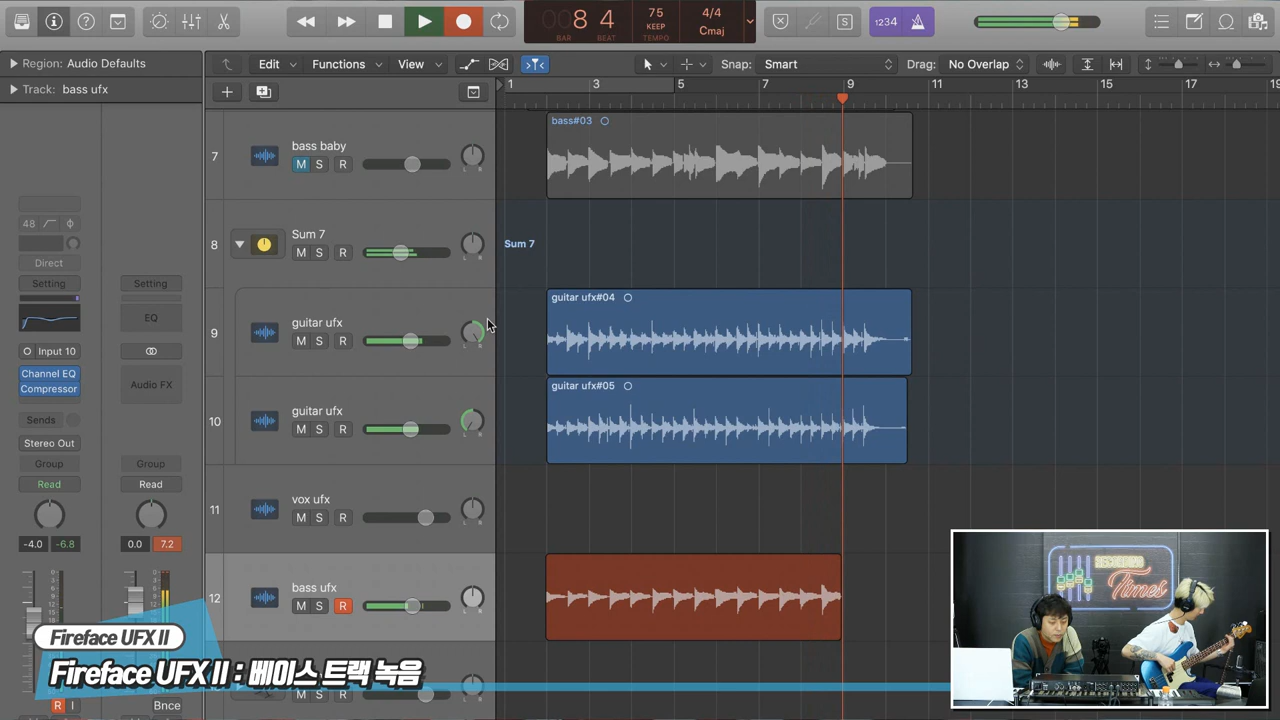 8 4
BAR BEAT
75
KEEP
TEMPO
4/4
Cmaj
1234
S
Region: Audio Defaults
Edit Functions View
Snap: Smart
Drag: No Overlap
Track: bass ufx
1 3 5 7 9 11 13 15 17 19
7
bass baby
M S R
bass#03
48
Direct
8
Sum 7
M S R
Sum 7
Setting
Setting
EQ
9
guitar ufx
M S R
guitar ufx#04
Input 10
Channel EQ
Compressor
Audio FX
10
guitar ufx
M S R
guitar ufx#05
Sends
Stereo Out
Group
Group
Read
Read
11
vox ufx
M S R
-4.0 -6.8
0.0 7.2
12
bass ufx
M S R
RECORDING
Times
Fireface UFX II
Fireface UFX II : 베이스 트랙 녹음
R I
Bnce